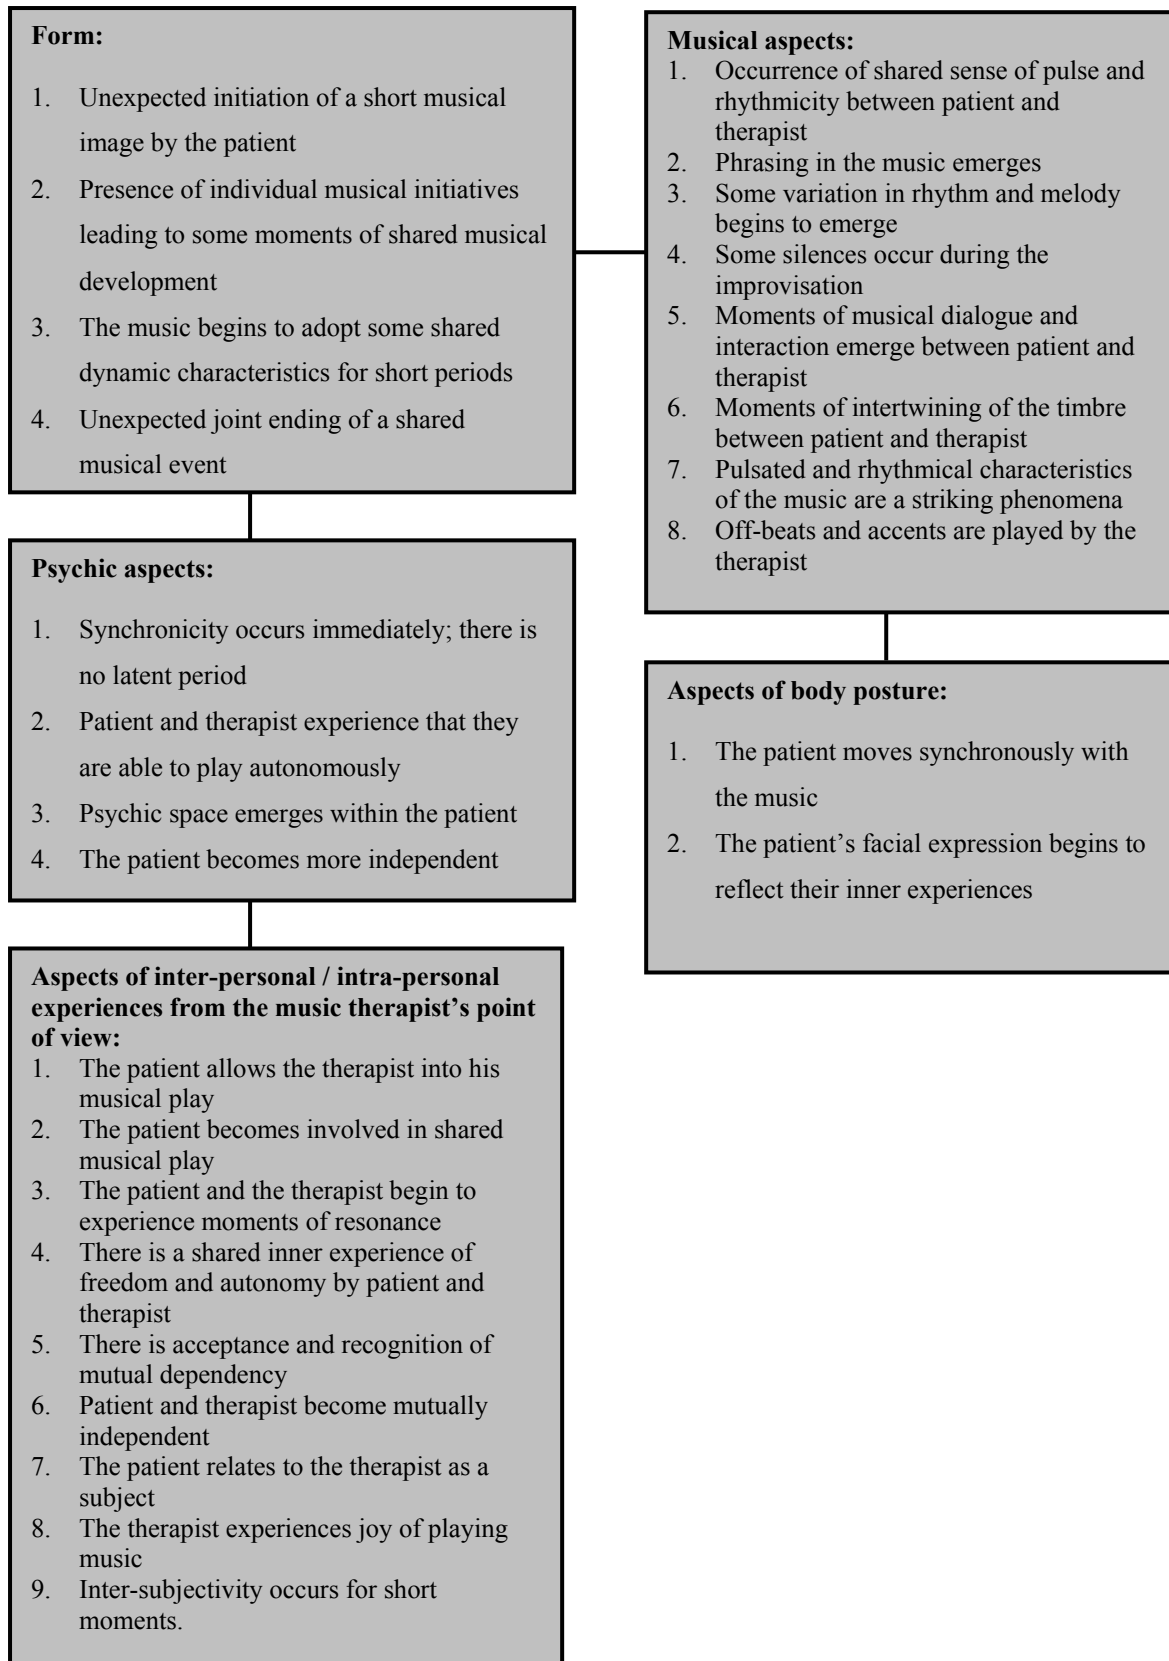 Form:
1. Unexpected initiation of a short musical
image by the patient
2. Presence of individual musical initiatives
leading to some moments of shared musical
development
3. The music begins to adopt some shared
dynamic characteristics for short periods
4. Unexpected joint ending of a shared
musical event
Musical aspects:
1. Occurrence of shared sense of pulse and
rhythmicity between patient and
therapist
2. Phrasing in the music emerges
3. Some variation in rhythm and melody
begins to emerge
4. Some silences occur during the
improvisation
5. Moments of musical dialogue and
interaction emerge between patient and
therapist
6. Moments of intertwining of the timbre
between patient and therapist
7. Pulsated and rhythmical characteristics
of the music are a striking phenomena
8. Off-beats and accents are played by the
therapist
Psychic aspects:
1. Synchronicity occurs immediately; there is
no latent period
2. Patient and therapist experience that they
are able to play autonomously
3. Psychic space emerges within the patient
4. The patient becomes more independent
Aspects of body posture:
1. The patient moves synchronously with
the music
2. The patient’s facial expression begins to
reflect their inner experiences
Aspects of inter-personal / intra-personal
experiences from the music therapist’s point
of view:
1. The patient allows the therapist into his
musical play
2. The patient becomes involved in shared
musical play
3. The patient and the therapist begin to
experience moments of resonance
4. There is a shared inner experience of
freedom and autonomy by patient and
therapist
5. There is acceptance and recognition of
mutual dependency
6. Patient and therapist become mutually
independent
7. The patient relates to the therapist as a
subject
8. The therapist experiences joy of playing
music
9. Inter-subjectivity occurs for short
moments.